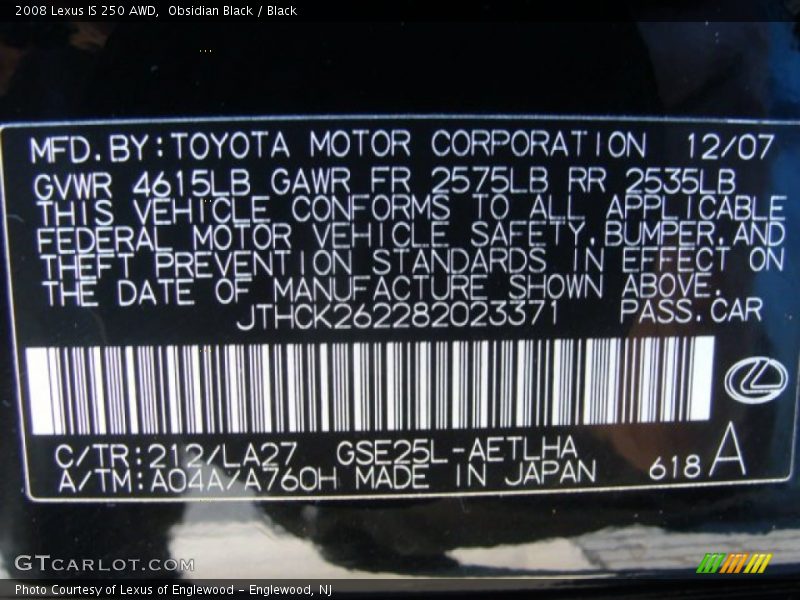 2008 Lexus IS 250 AWD,  Obsidian Black / Black
MFD.BY:TOYOTA MOTOR CORPORATION 12/07
GVWR 4615LB GAWR FR 2575LB RR 2535LB
THIS VEHICLE CONFORMS TO ALL APPLICABLE
FEDERAL MOTOR VEHICLE SAFETY,BUMPER,AND
THEFT PREVENTION STANDARDS IN EFFECT ON
THE DATE OF MANUFACTURE SHOWN ABOVE.
JTHCK262282023371 PASS.CAR
C/TR:212/LA27 GSE25L-AETLHA
A/TM:A04A/A760H MADE IN JAPAN 618 A
GTCARLOT.COM
Photo Courtesy of Lexus of Englewood - Englewood, NJ